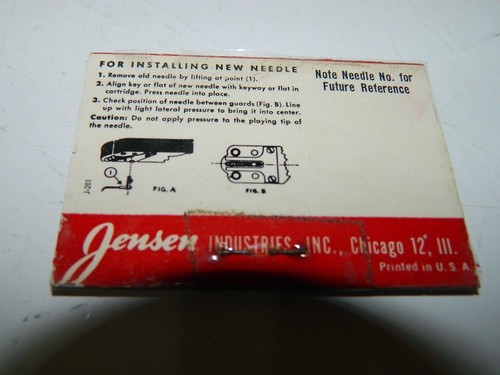 FOR INSTALLING NEW NEEDLE
1. Remove old needle by lifting at point (1).
2. Align key or flat of new needle with keyway or flat in
cartridge. Press needle into place.
3. Check position of needle between guards (Fig. B). Line
up with light lateral pressure to bring it into center.
Caution: Do not apply pressure to the playing tip of
the needle.
Note Needle No. for
Future Reference
1
J-201
FIG. A
FIG. B
Jensen INDUSTRIES, INC., Chicago 12, Ill.
Printed in U.S.A